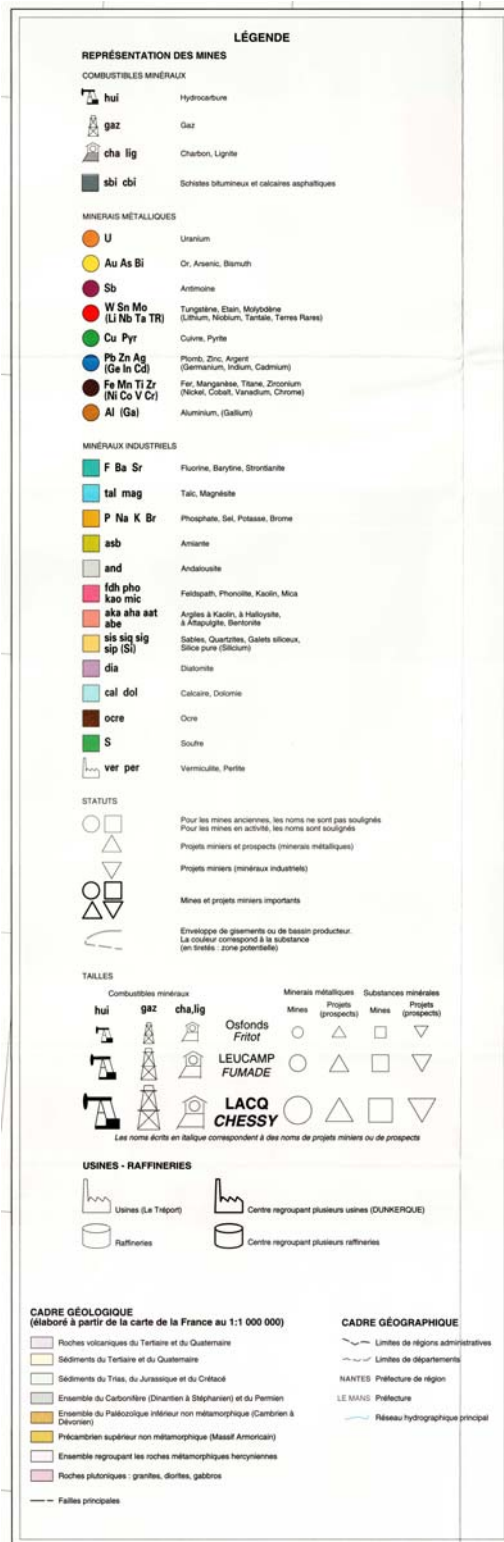 LÉGENDE
REPRÉSENTATION DES MINES
COMBUSTIBLES MINÉRAUX
hui Hydrocarbure
gaz Gaz
cha lig Charbon, Lignite
sbi cbi Schistes bitumineux et calcaires asphaltiques
MINERAIS MÉTALLIQUES
U Uranium
Au As Bi Or, Arsenic, Bismuth
Sb Antimoine
W Sn Mo Tungstène, Etain, Molybdène
(Li Nb Ta TR) (Lithium, Niobium, Tantale, Terres Rares)
Cu Pyr Cuivre, Pyrite
Pb Zn Ag Plomb, Zinc, Argent
(Ge In Cd) (Germanium, Indium, Cadmium)
Fe Mn Ti Zr Fer, Manganèse, Titane, Zirconium
(Ni Co V Cr) (Nickel, Cobalt, Vanadium, Chrome)
Al (Ga) Aluminium, (Gallium)
MINÉRAUX INDUSTRIELS
F Ba Sr Fluorine, Barytine, Strontianite
tal mag Talc, Magnésite
P Na K Br Phosphate, Sel, Potasse, Brome
asb Amiante
and Andalousite
fdh pho Feldspath, Phonolite, Kaolin, Mica
kao mic
aka aha aat Argiles à Kaolin, à Halloysite,
abe à Attapulgite, Bentonite
sis siq sig Sables, Quartzites, Galets siliceux,
sip (Si) Silice pure (Silicium)
dia Diatomite
cal dol Calcaire, Dolomie
ocre Ocre
S Soufre
ver per Vermiculite, Perlite
STATUTS
Pour les mines anciennes, les noms ne sont pas soulignés
Pour les mines en activité, les noms sont soulignés
Projets miniers et prospects (minerais métalliques)
Projets miniers (minéraux industriels)
Mines et projets miniers importants
Enveloppe de gisements ou de bassin producteur.
La couleur correspond à la substance
(en tiretés : zone potentielle)
TAILLES
Combustibles minéraux Minerais métalliques Substances minérales
hui gaz cha,lig Mines Projets (prospects) Mines Projets (prospects)
Osfonds
Fritot
LEUCAMP
FUMADE
LACQ
CHESSY
Les noms écrits en italique correspondent à des noms de projets miniers ou de prospects
USINES - RAFFINERIES
Usines (Le Tréport) Centre regroupant plusieurs usines (DUNKERQUE)
Raffineries Centre regroupant plusieurs raffineries
CADRE GÉOLOGIQUE
(élaboré à partir de la carte de la France au 1:1 000 000)
Roches volcaniques du Tertiaire et du Quaternaire
Sédiments du Tertiaire et du Quaternaire
Sédiments du Trias, du Jurassique et du Crétacé
Ensemble du Carbonifère (Dinantien à Stéphanien) et du Permien
Ensemble du Paléozoïque inférieur non métamorphique (Cambrien à
Dévonien)
Précambrien supérieur non métamorphique (Massif Armoricain)
Ensemble regroupant les roches métamorphiques hercyniennes
Roches plutoniques : granites, diorites, gabbros
Failles principales
CADRE GÉOGRAPHIQUE
Limites de régions administratives
Limites de départements
NANTES Préfecture de région
LE MANS Préfecture
Réseau hydrographique principal